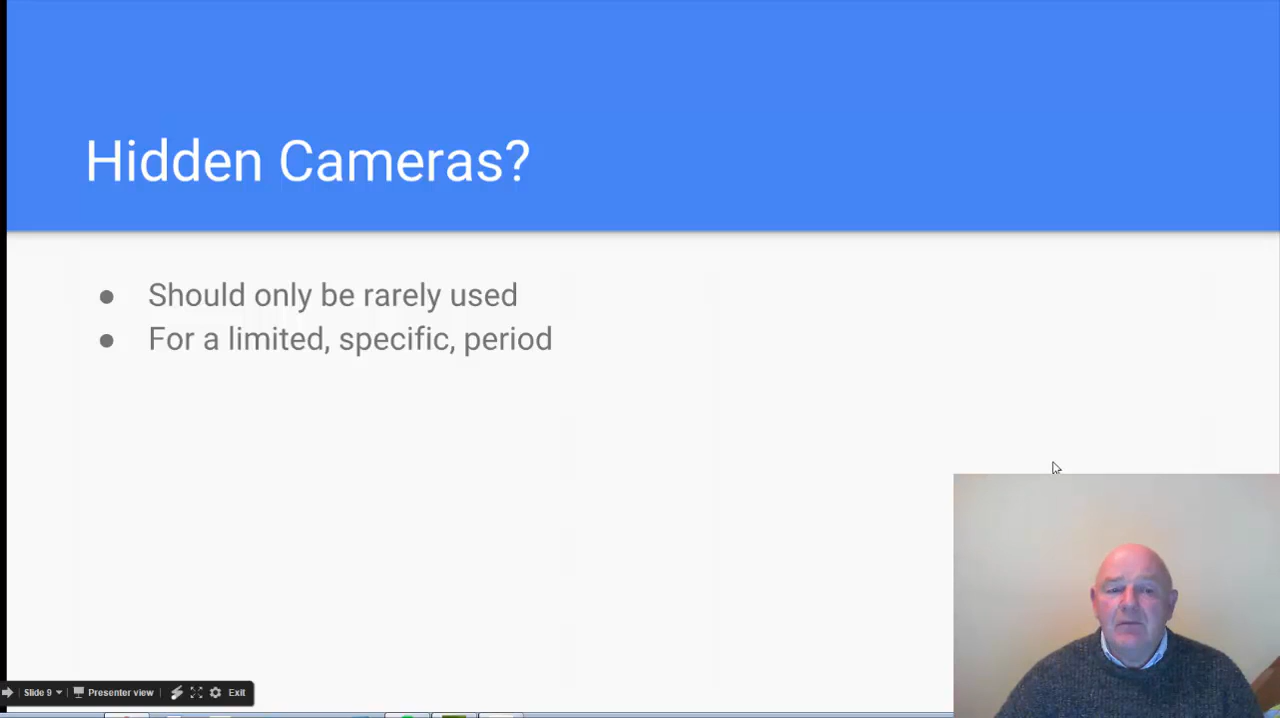 Hidden Cameras?
● Should only be rarely used
● For a limited, specific, period
Slide 9
Presenter view
Exit